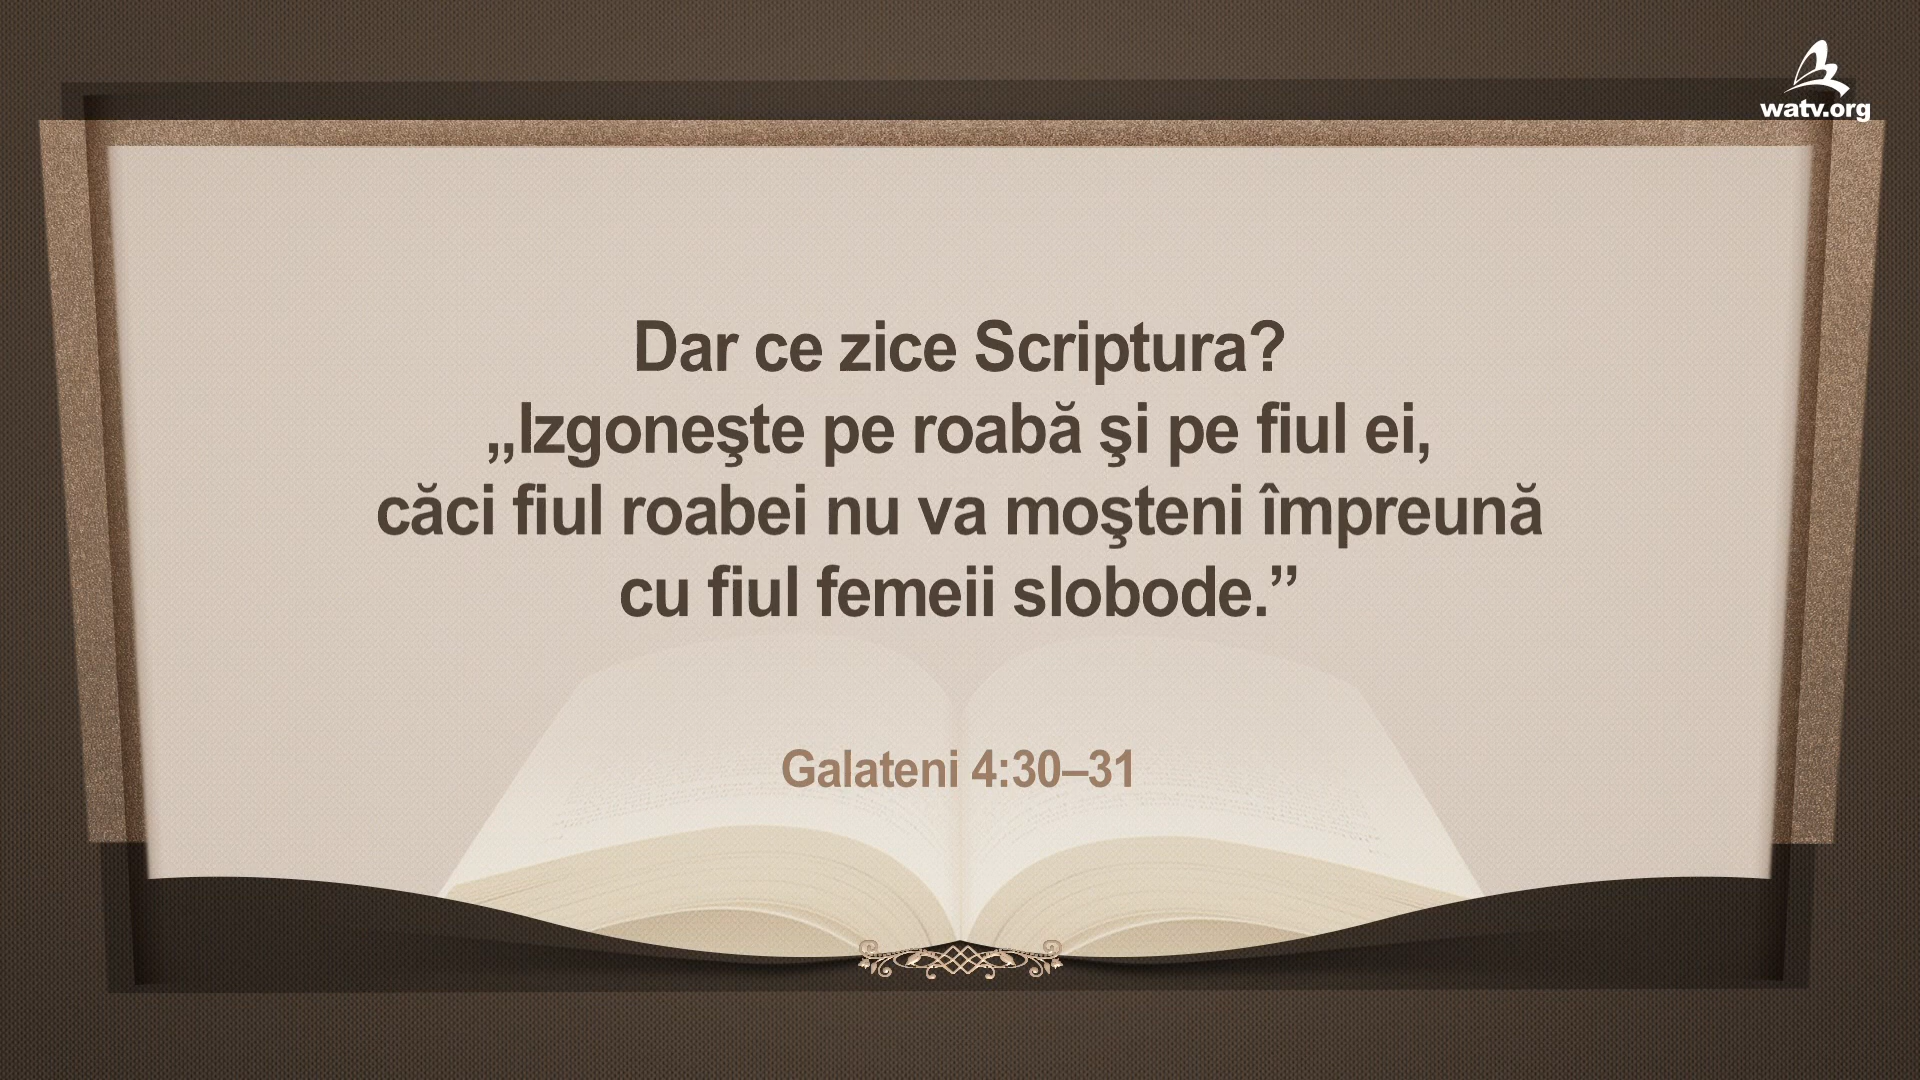 watv.org
Dar ce zice Scriptura?
„Izgoneşte pe roabă şi pe fiul ei,
căci fiul roabei nu va moşteni împreună
cu fiul femeii slobode.”
Galateni 4:30–31